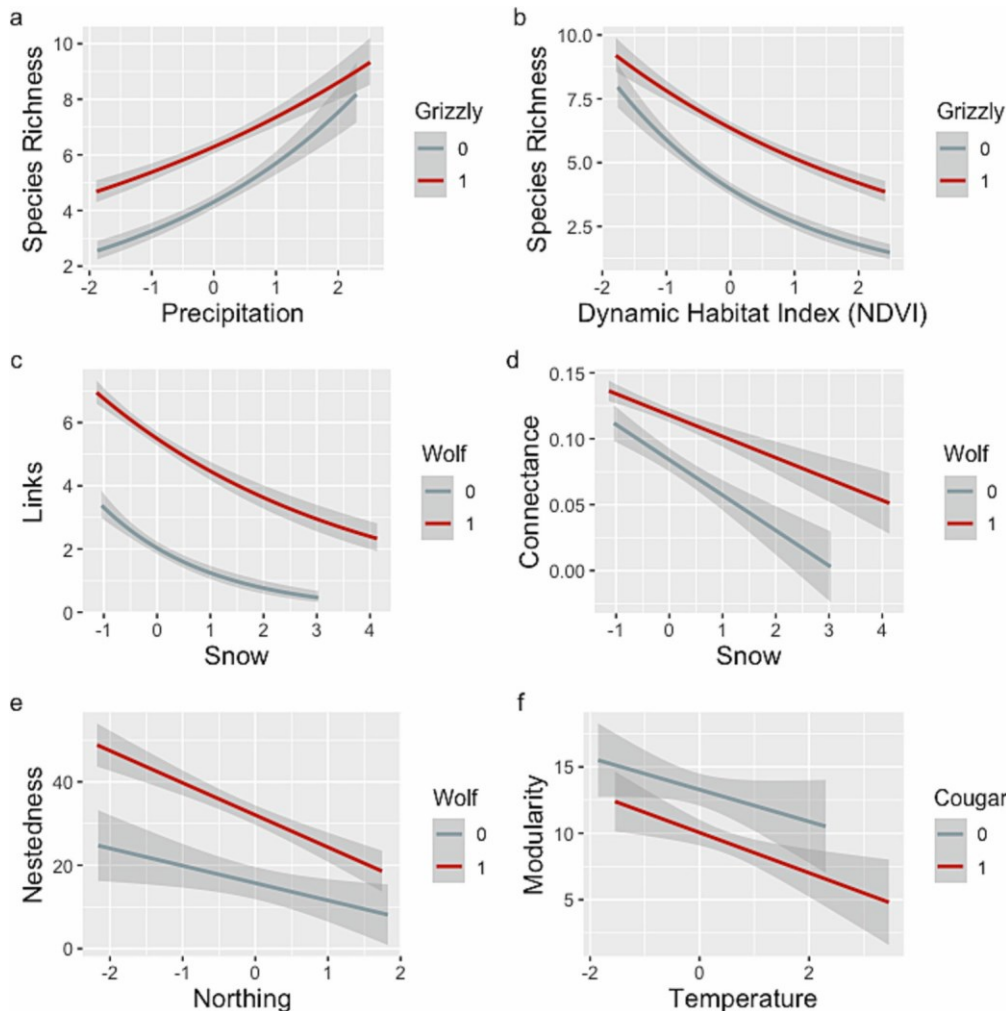 a
Species Richness
10
8
6
4
2
-2 -1 0 1 2
Precipitation
Grizzly
0
1
b
Species Richness
10.0
7.5
5.0
2.5
-2 -1 0 1 2
Dynamic Habitat Index (NDVI)
Grizzly
0
1
c
Links
6
4
2
0
-1 0 1 2 3 4
Snow
Wolf
0
1
d
Connectance
0.15
0.10
0.05
0.00
-1 0 1 2 3 4
Snow
Wolf
0
1
e
Nestedness
40
20
0
-2 -1 0 1 2
Northing
Wolf
0
1
f
Modularity
15
10
5
-2 0 2
Temperature
Cougar
0
1